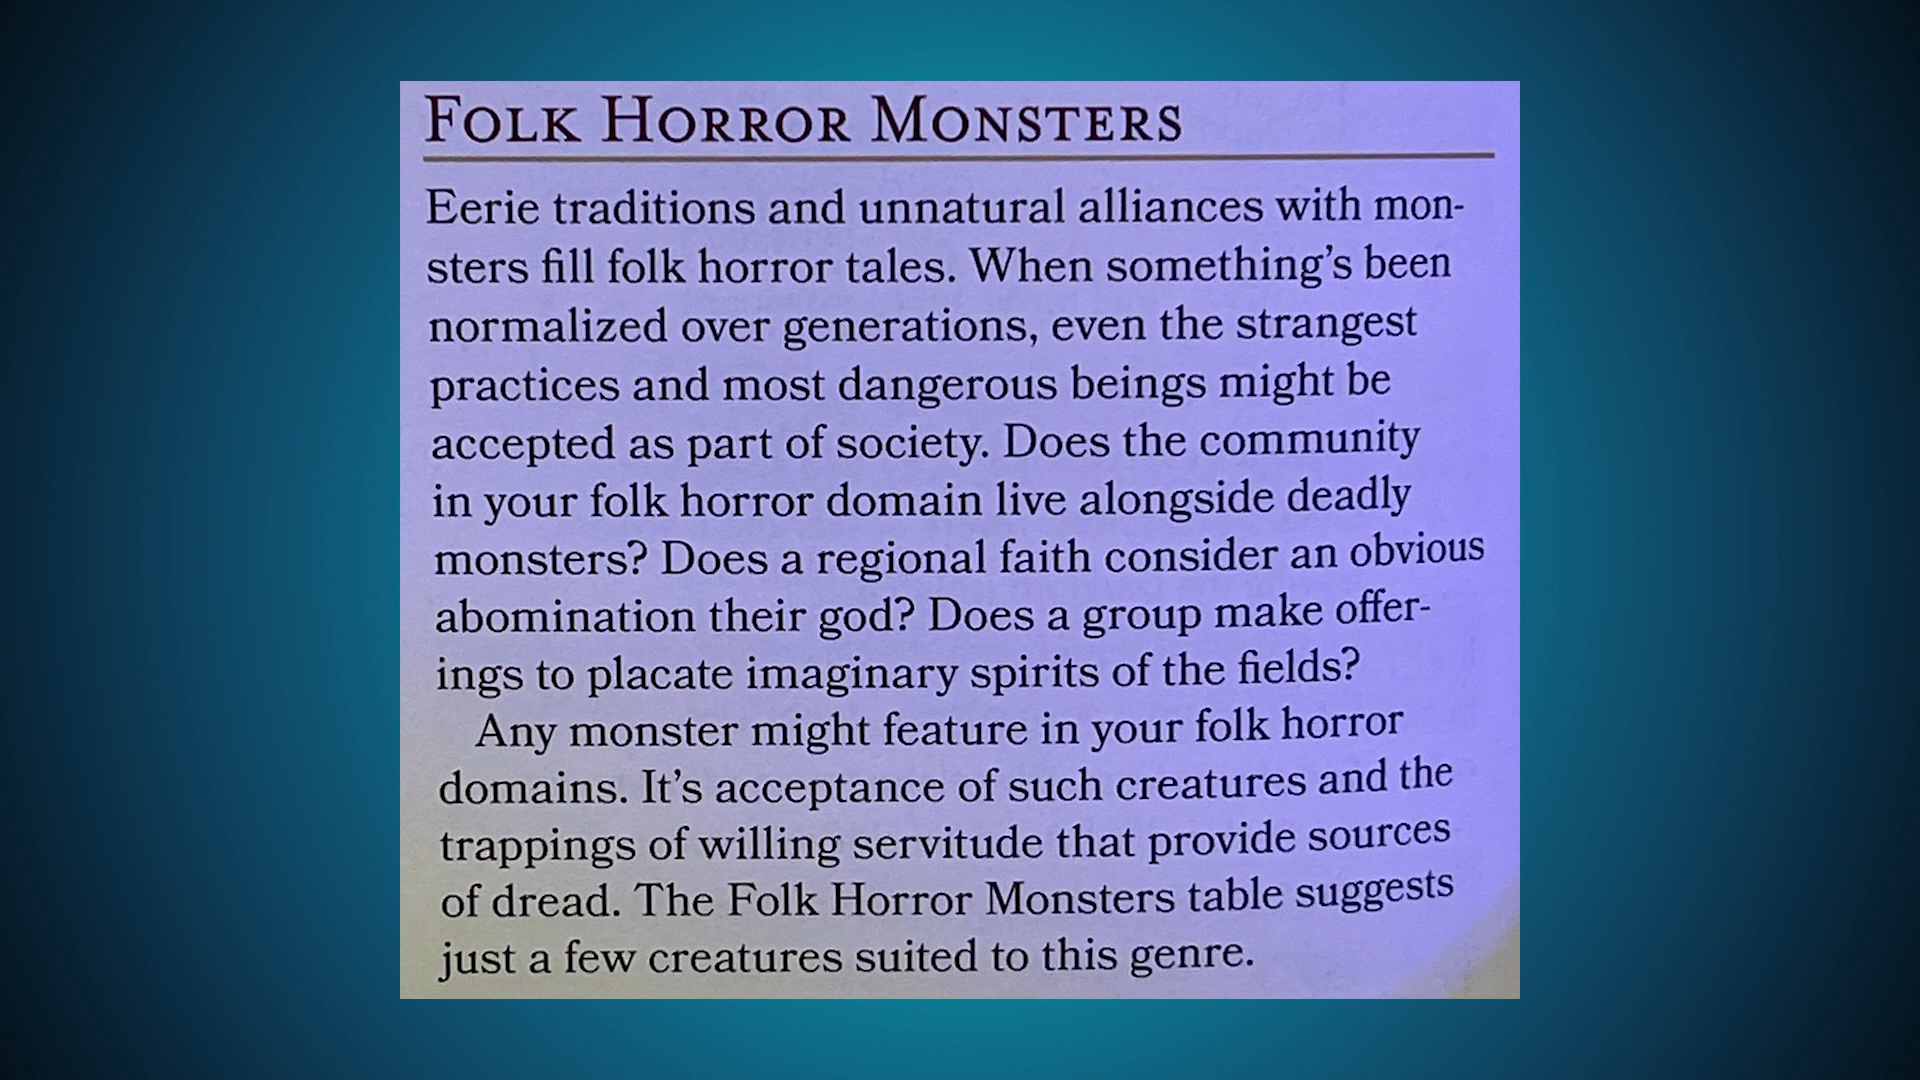 FOLK HORROR MONSTERS
Eerie traditions and unnatural alliances with mon-
sters fill folk horror tales. When something’s been
normalized over generations, even the strangest
practices and most dangerous beings might be
accepted as part of society. Does the community
in your folk horror domain live alongside deadly
monsters? Does a regional faith consider an obvious
abomination their god? Does a group make offer-
ings to placate imaginary spirits of the fields?
Any monster might feature in your folk horror
domains. It’s acceptance of such creatures and the
trappings of willing servitude that provide sources
of dread. The Folk Horror Monsters table suggests
just a few creatures suited to this genre.